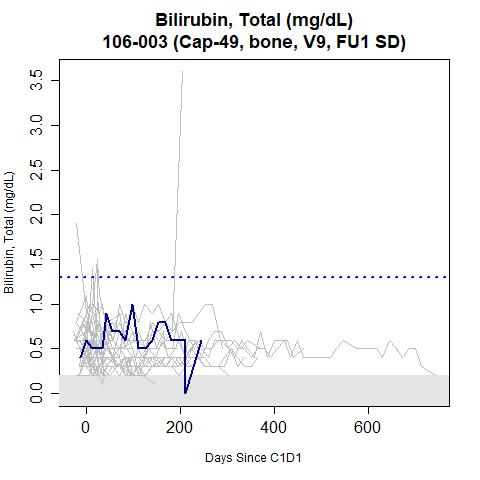 Bilirubin, Total (mg/dL)
106-003 (Cap-49, bone, V9, FU1 SD)
Bilirubin, Total (mg/dL)
3.5
3.0
2.5
2.0
1.5
1.0
0.5
0.0
0 200 400 600
Days Since C1D1